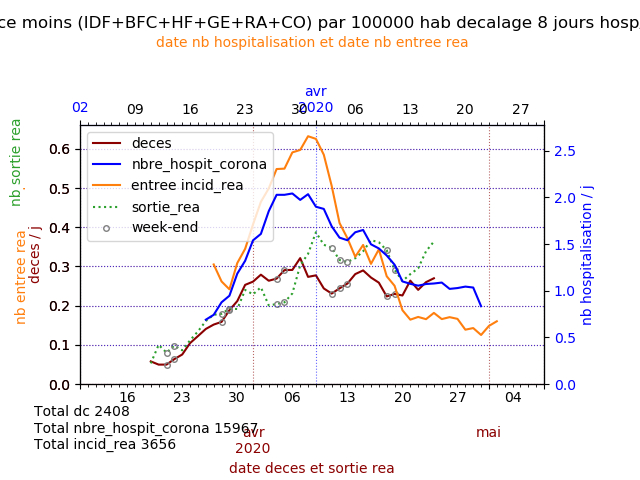 ce moins (IDF+BFC+HF+GE+RA+CO) par 100000 hab decalage 8 jours hosp
date nb hospitalisation et date nb entree rea
avr
2020
02 09 16 23 30 06 13 20 27
nb sortie rea
nb entree rea
deces / j
0.6
0.5
0.4
0.3
0.2
0.1
0.0
deces
nbre_hospit_corona
entree incid_rea
sortie_rea
week-end
2.5
2.0
1.5
1.0
0.5
0.0
nb hospitalisation / j
16 23 30 06 13 20 27 04
avr
2020
mai
Total dc 2408
Total nbre_hospit_corona 15967
Total incid_rea 3656
date deces et sortie rea